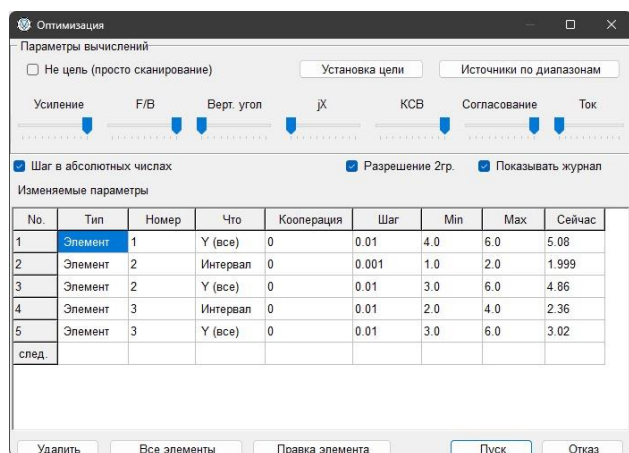 Оптимизация
Параметры вычислений
Не цель (просто сканирование) Установка цели Источники по диапазонам
Усиление F/B Верт. угол jX КСВ Согласование Ток
Шаг в абсолютных числах Разрешение 2гр. Показывать журнал
Изменяемые параметры
No. Тип Номер Что Кооперация Шаг Min Max Сейчас
1 Элемент 1 Y (все) 0 0.01 4.0 6.0 5.08
2 Элемент 2 Интервал 0 0.001 1.0 2.0 1.999
3 Элемент 2 Y (все) 0 0.01 3.0 6.0 4.86
4 Элемент 3 Интервал 0 0.01 2.0 4.0 2.36
5 Элемент 3 Y (все) 0 0.01 3.0 6.0 3.02
след.
Удалить Все элементы Правка элемента Пуск Отказ